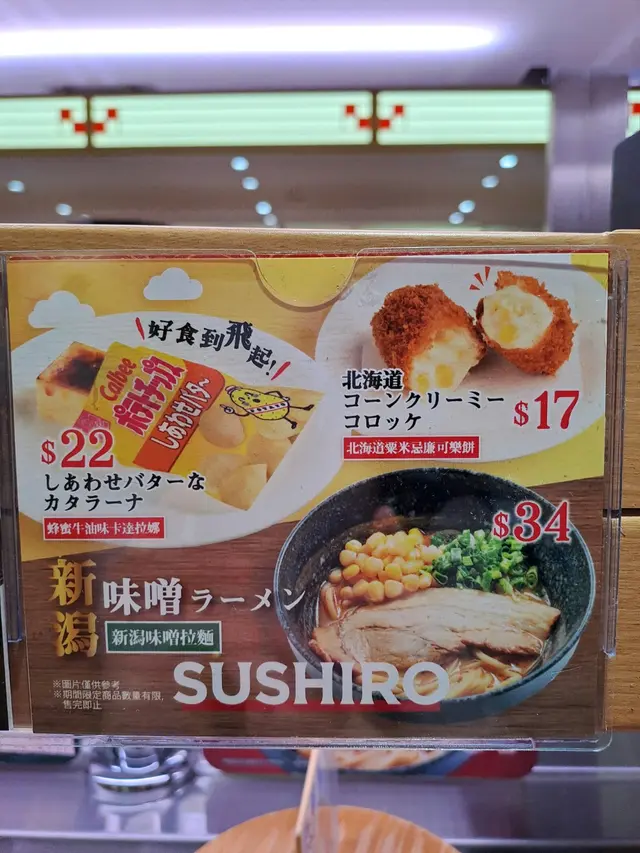 好食到飛起!
Calbee
ポテトチップス
しあわせバター
$22
しあわせバターな
カタラーナ
蜂蜜牛油味卡達拉娜
北海道
コーンクリーミー
コロッケ
$17
北海道粟米忌廉可樂餅
$34
新潟
味噌ラーメン
新潟味噌拉麵
※圖片僅供參考
※期間限定商品數量有限,
售完即止
SUSHIRO